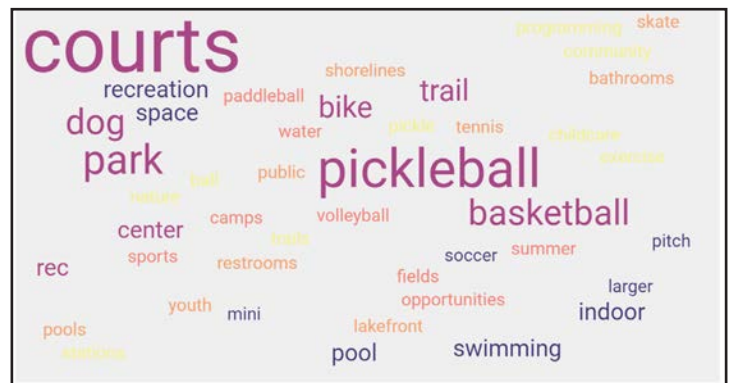 courts
programming
skate
community
shorelines
bathrooms
recreation
paddleball
trail
bike
space
dog
water
pickle
tennis
childcare
exercise
park
public
pickleball
ball
nature
camps
volleyball
basketball
center
trails
soccer
summer
pitch
sports
restrooms
rec
fields
larger
opportunities
youth
mini
indoor
pools
lakefront
pool
swimming